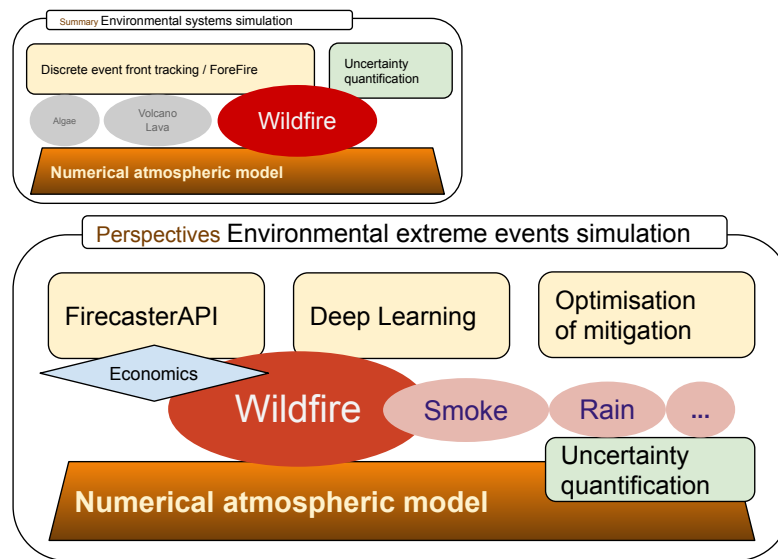 Summary Environmental systems simulation
Discrete event front tracking / ForeFire
Uncertainty
quantification
Algae
Volcano
Lava
Wildfire
Numerical atmospheric model
Perspectives Environmental extreme events simulation
FirecasterAPI
Deep Learning
Optimisation
of mitigation
Economics
Wildfire
Smoke
Rain
...
Uncertainty
quantification
Numerical atmospheric model